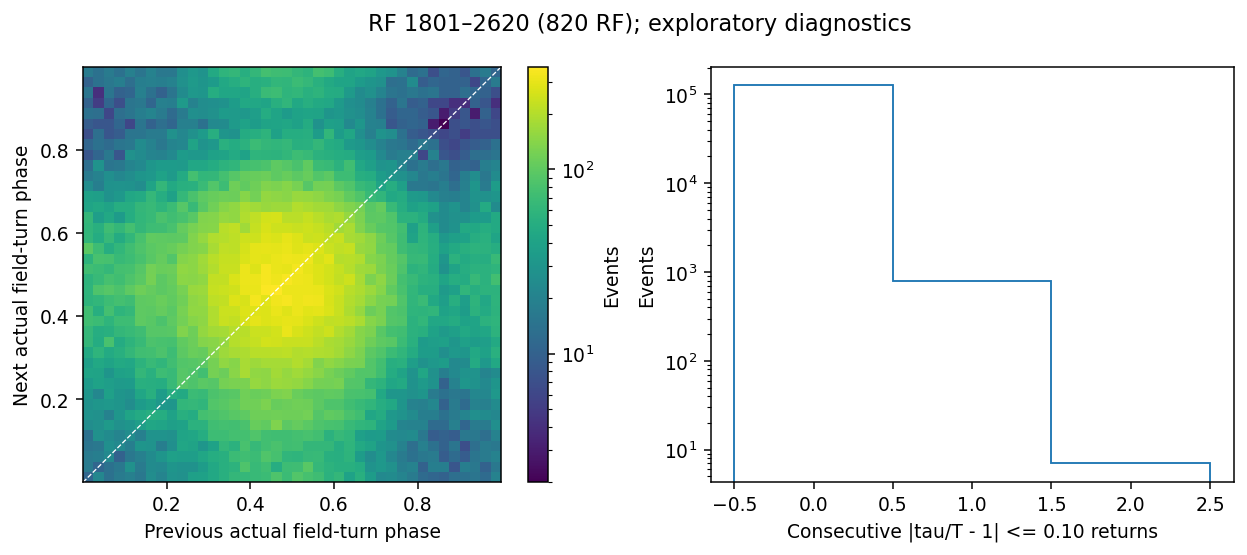 RF 1801–2620 (820 RF); exploratory diagnostics
Next actual field-turn phase
0.8
0.6
0.4
0.2
0.2 0.4 0.6 0.8
Previous actual field-turn phase
10²
10¹
Events
Events
10⁵
10⁴
10³
10²
10¹
−0.5 0.0 0.5 1.0 1.5 2.0 2.5
Consecutive |tau/T - 1| <= 0.10 returns